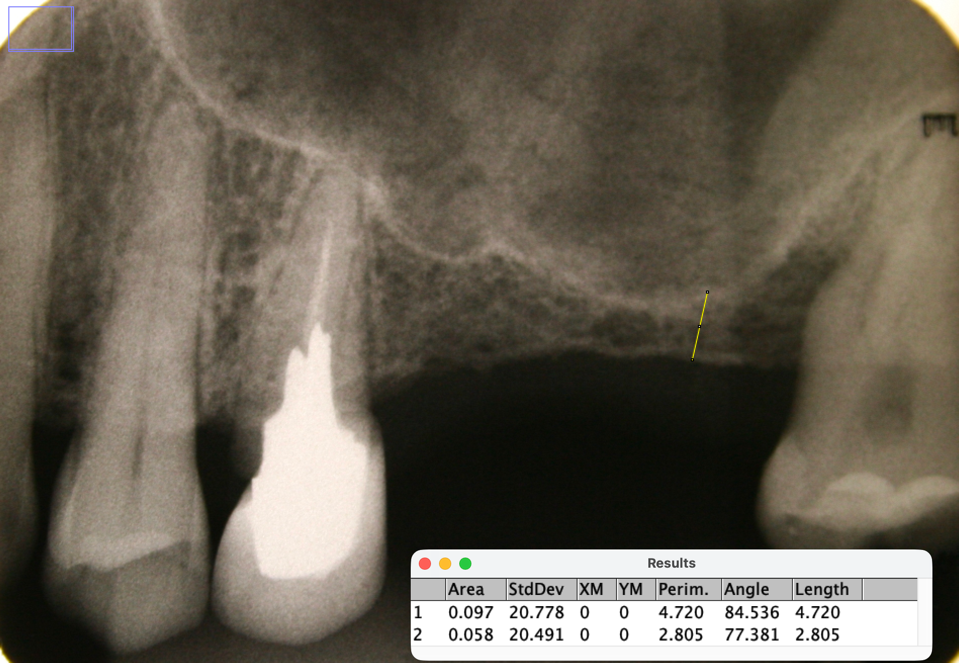 Results
Area StdDev XM YM Perim. Angle Length
1 0.097 20.778 0 0 4.720 84.536 4.720
2 0.058 20.491 0 0 2.805 77.381 2.805